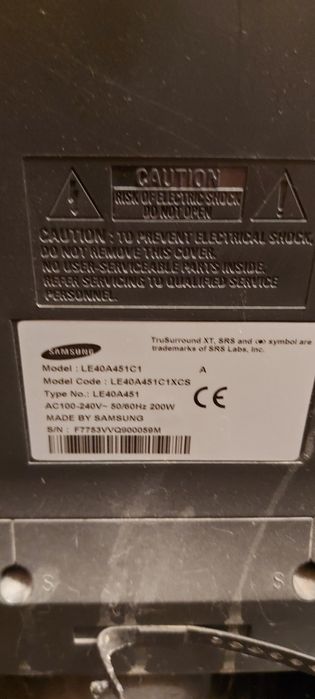 CAUTION
RISK OF ELECTRIC SHOCK
DO NOT OPEN
CAUTION : TO PREVENT ELECTRICAL SHOCK,
DO NOT REMOVE THIS COVER.
NO USER-SERVICEABLE PARTS INSIDE.
REFER SERVICING TO QUALIFIED SERVICE
PERSONNEL.
SAMSUNG
TruSurround XT, SRS and (●) symbol are
trademarks of SRS Labs, Inc.
Model : LE40A451C1 A
Model Code : LE40A451C1XCS
Type No.: LE40A451
AC100-240V~ 50/60Hz 200W
CE
MADE BY SAMSUNG
S/N : F7753VVQ900059M
S S